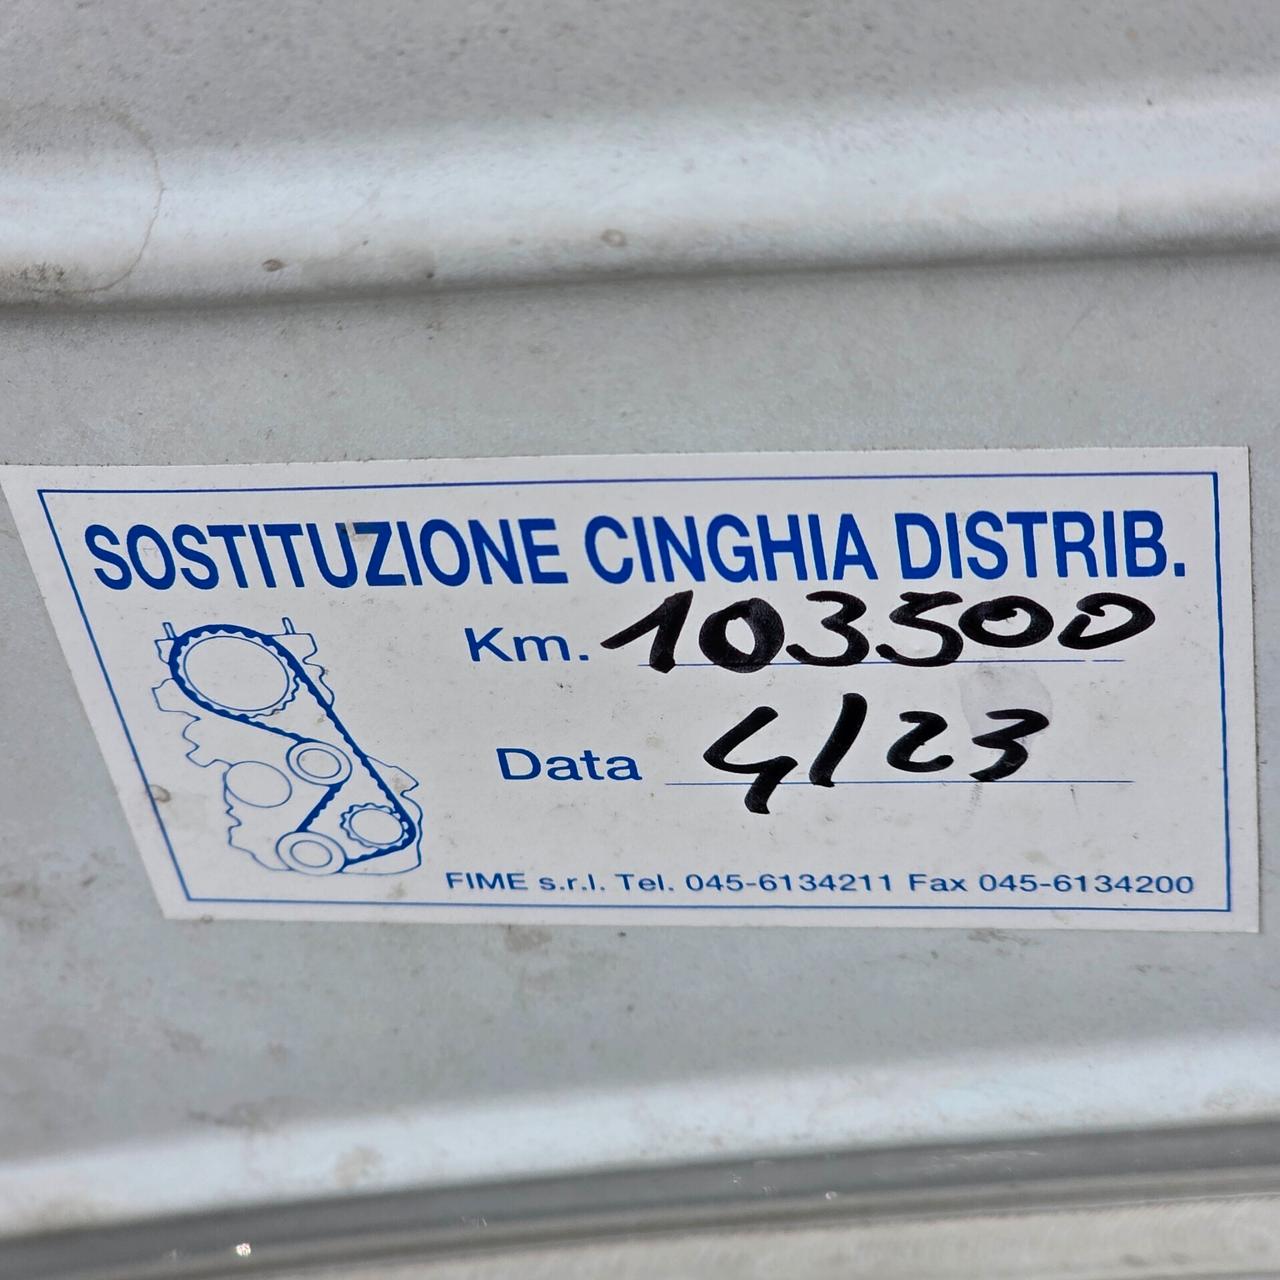 SOSTITUZIONE CINGHIA DISTRIB.
Km. 103500
Data 4/23
FIME s.r.l. Tel. 045-6134211 Fax 045-6134200